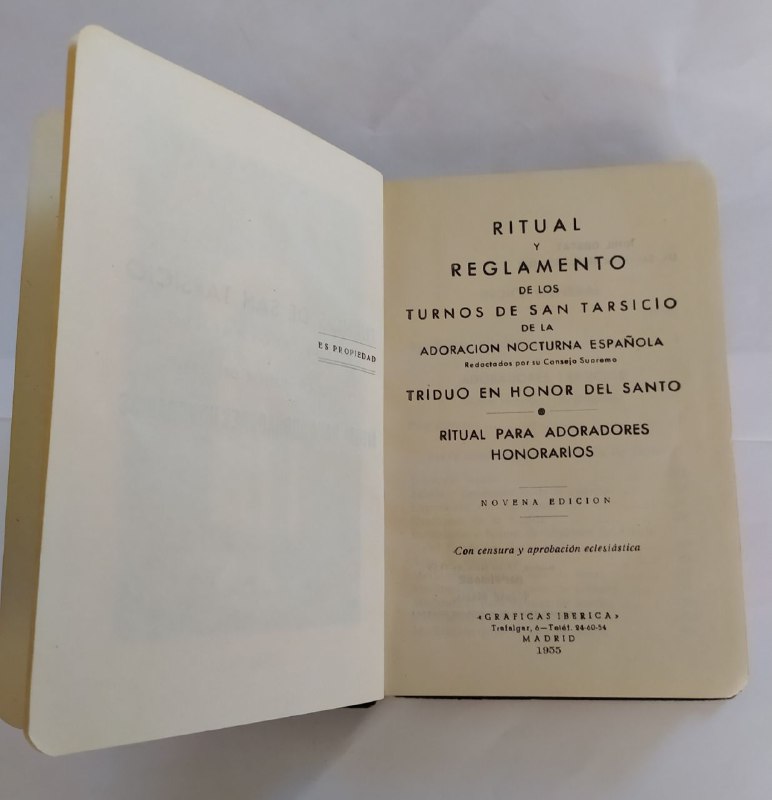 ES PROPIEDAD
RITUAL
Y
REGLAMENTO
DE LOS
TURNOS DE SAN TARSICIO
DE LA
ADORACION NOCTURNA ESPAÑOLA
Redactados por su Consejo Supremo
TRIDUO EN HONOR DEL SANTO
RITUAL PARA ADORADORES
HONORARIOS
NOVENA EDICION
Con censura y aprobación eclesiástica
«GRAFICAS IBERICA»
Trafalgar, 6—Teléf. 24-60-54
MADRID
1955